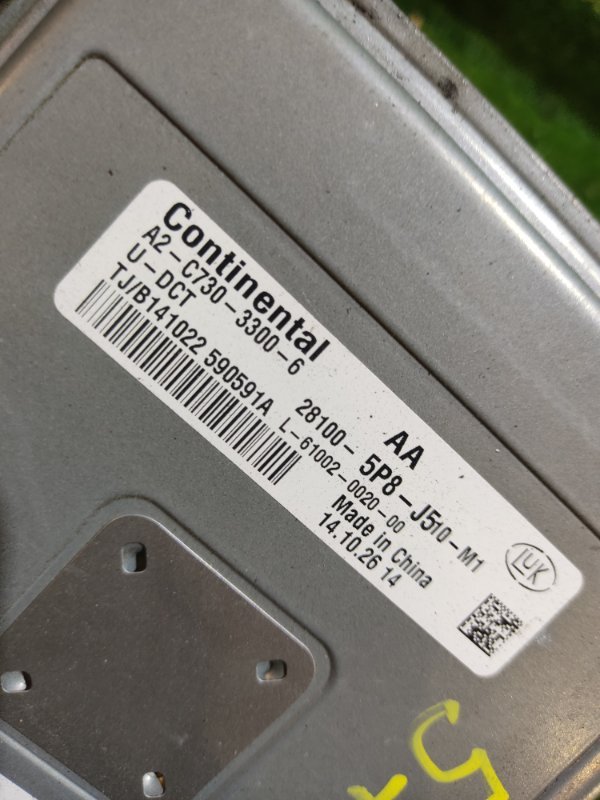 Continental
A2-C730-3300-6
U-DCT
TJ/B141022 590591A
AA
28100-5P8-J510-M1
L-61002-0020-00
Made in China
14.10.26 14
LUK
5